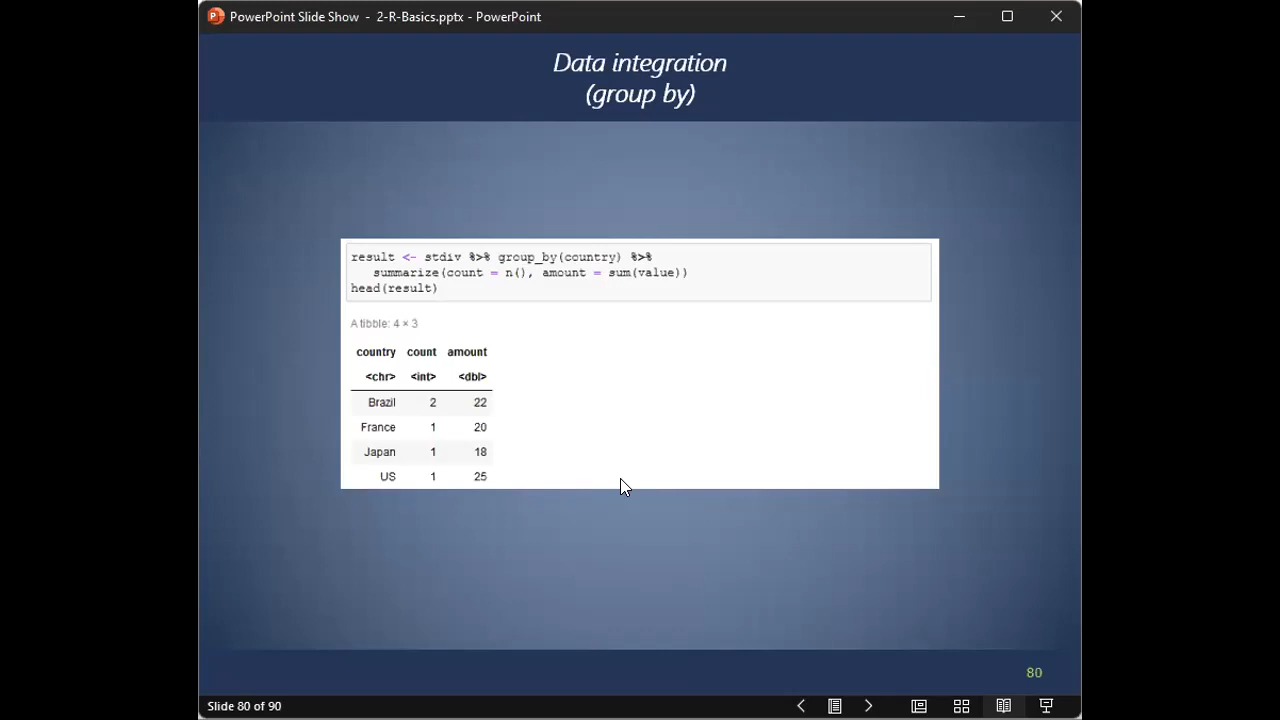 PowerPoint Slide Show - 2-R-Basics.pptx - PowerPoint
Data integration
(group by)
result <- stdiv %>% group_by(country) %>%
summarize(count = n(), amount = sum(value))
head(result)
A tibble: 4 × 3
country count amount
<chr> <int> <dbl>
Brazil 2 22
France 1 20
Japan 1 18
US 1 25
80
Slide 80 of 90